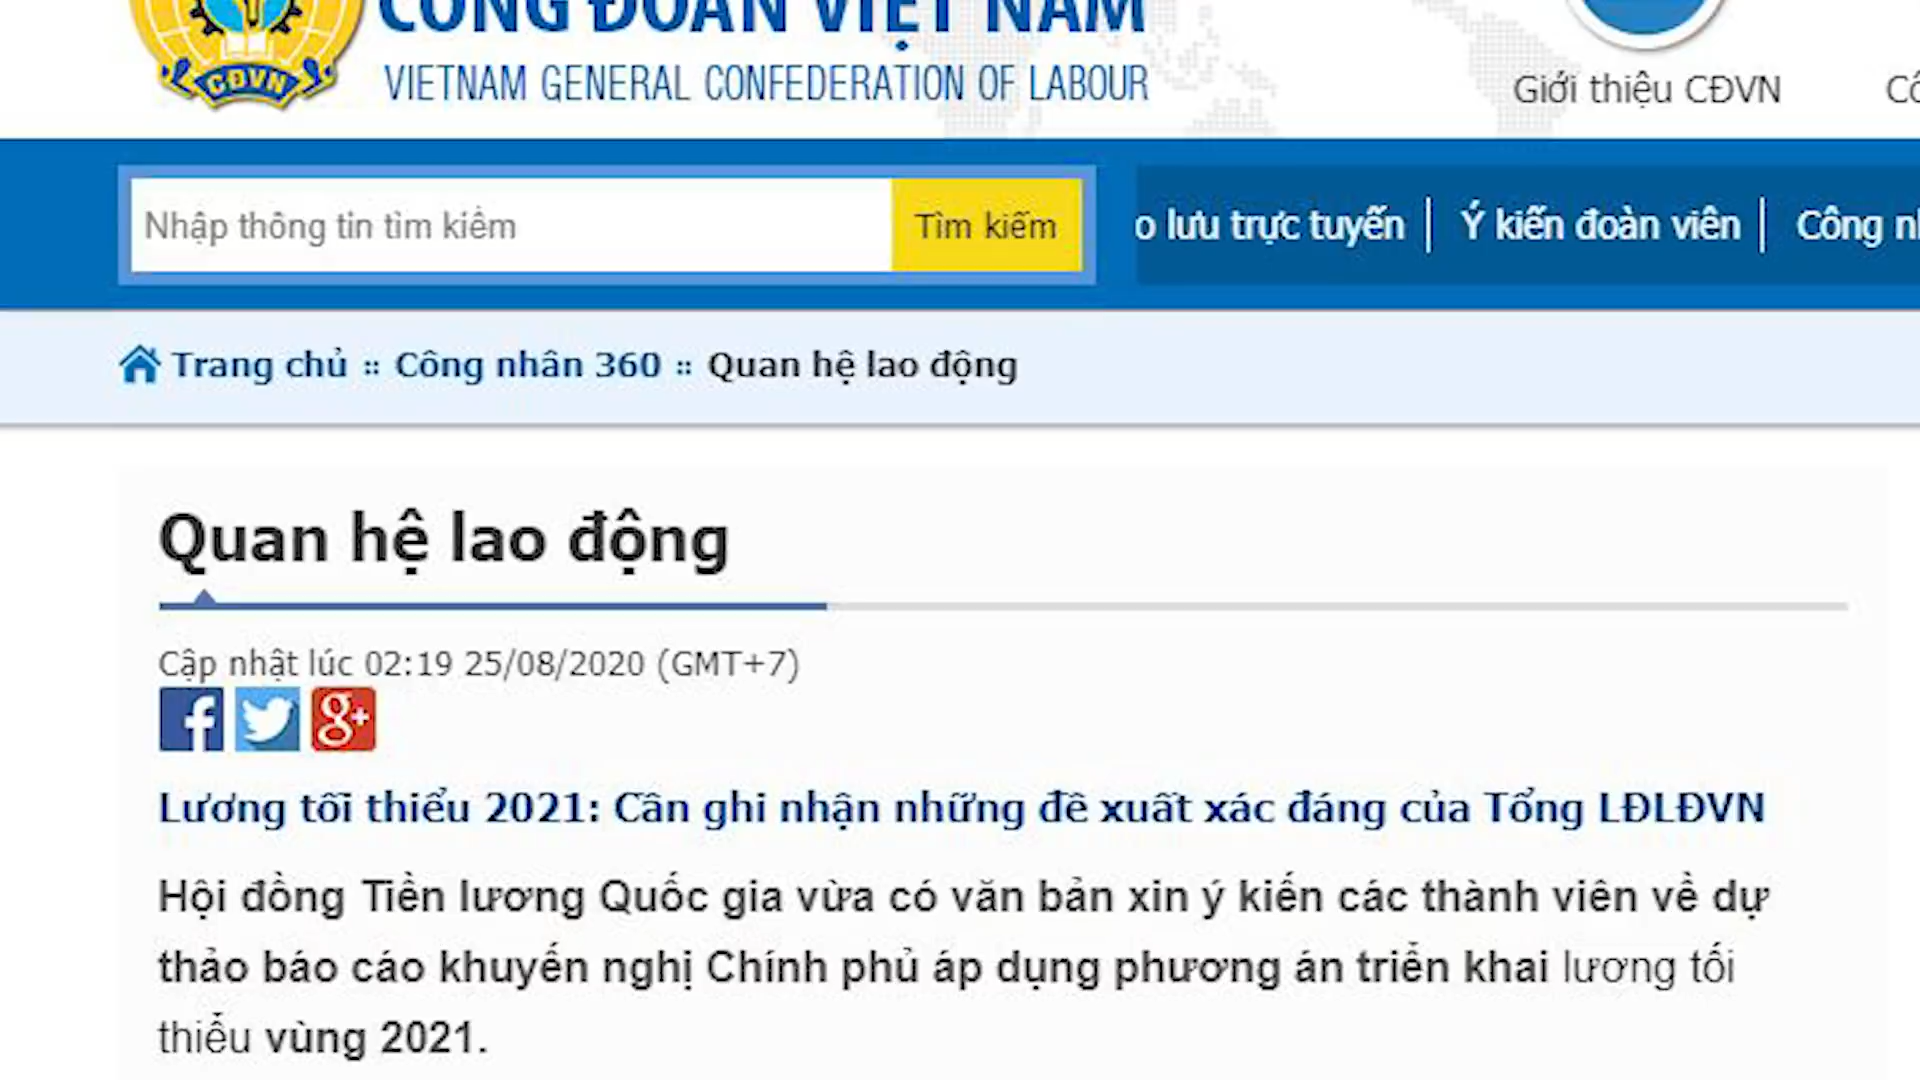 CÔNG ĐOÀN VIỆT NAM
CĐVN
VIETNAM GENERAL CONFEDERATION OF LABOUR
Giới thiệu CĐVN
Nhập thông tin tìm kiếm
Tìm kiếm
o lưu trực tuyến | Ý kiến đoàn viên | Công
Trang chủ :: Công nhân 360 :: Quan hệ lao động
Quan hệ lao động
Cập nhật lúc 02:19 25/08/2020 (GMT+7)
Lương tối thiểu 2021: Cần ghi nhận những đề xuất xác đáng của Tổng LĐLĐVN
Hội đồng Tiền lương Quốc gia vừa có văn bản xin ý kiến các thành viên về dự
thảo báo cáo khuyến nghị Chính phủ áp dụng phương án triển khai lương tối
thiểu vùng 2021.